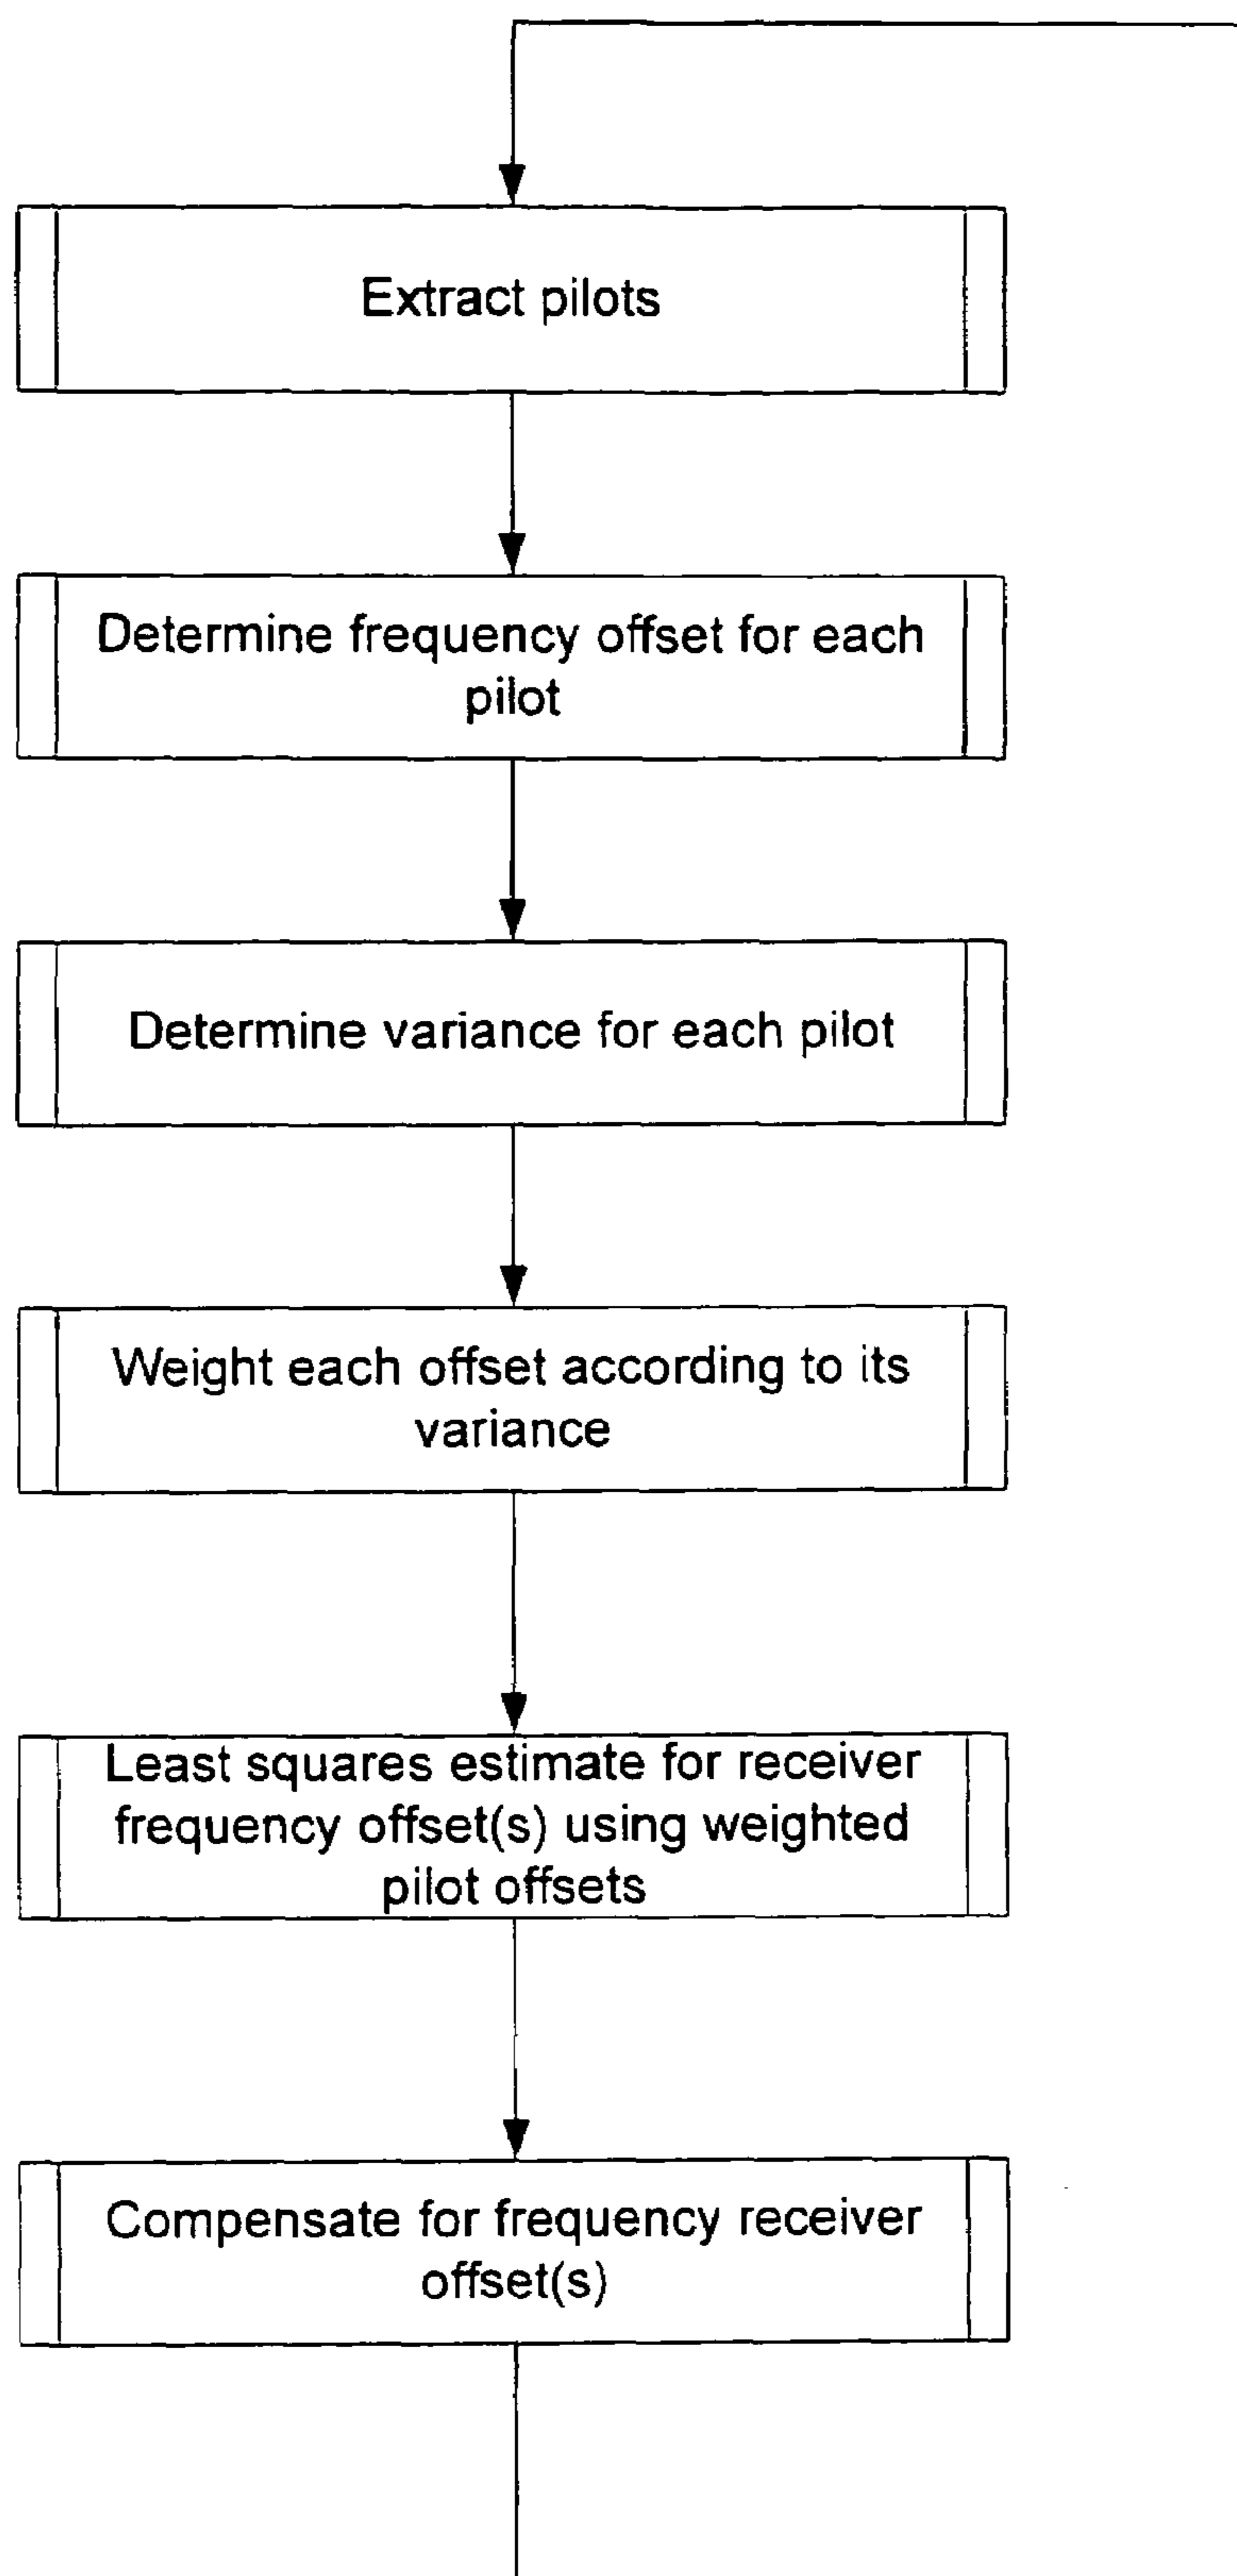 Extract pilots
Determine frequency offset for each
pilot
Determine variance for each pilot
Weight each offset according to its
variance
Least squares estimate for receiver
frequency offset(s) using weighted
pilot offsets
Compensate for frequency receiver
offset(s)